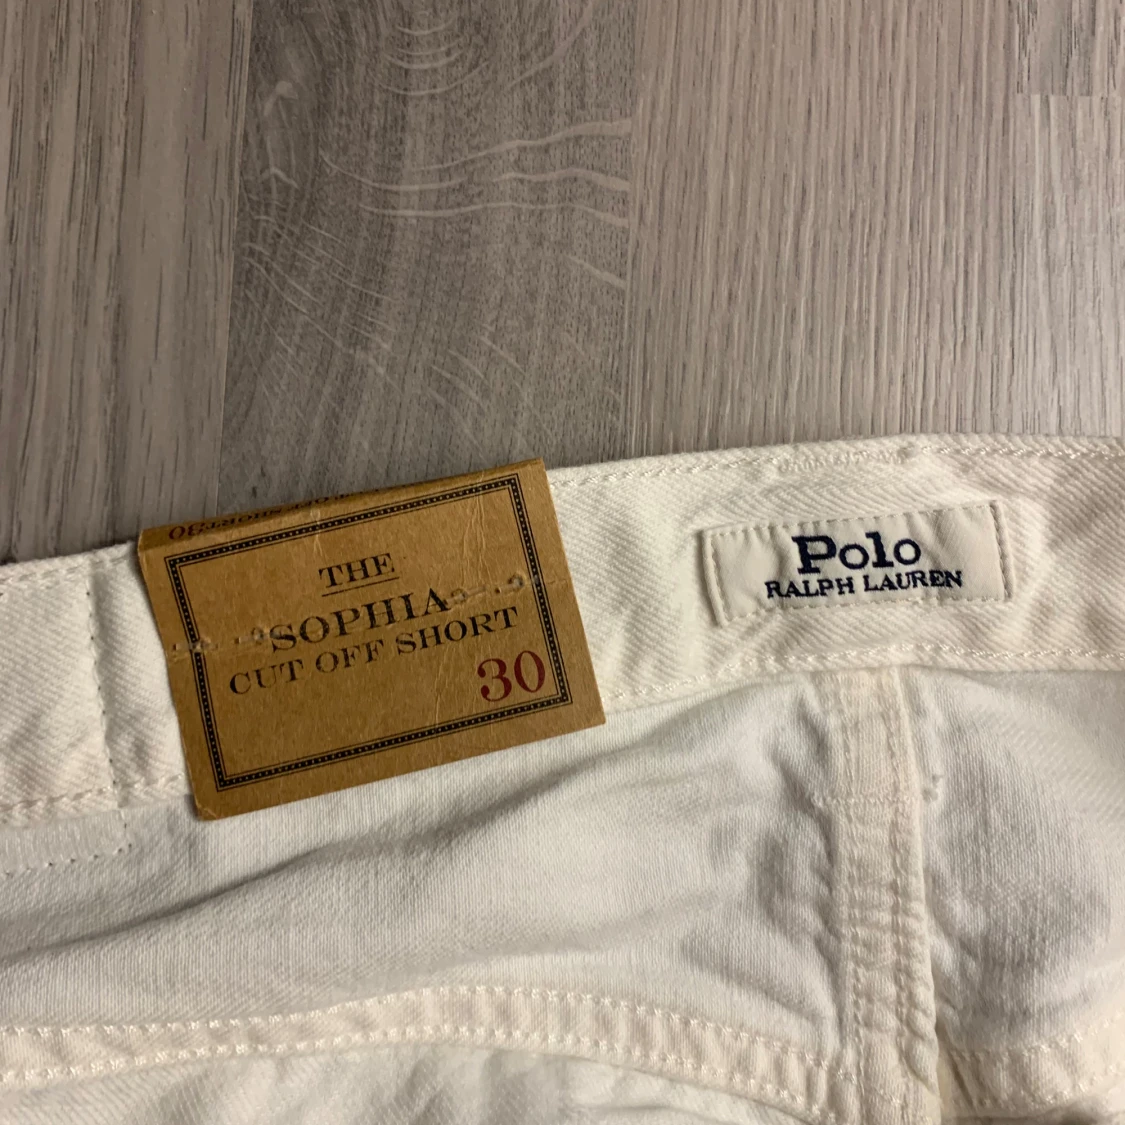 THE
SOPHIA
CUT OFF SHORT
30
Polo
RALPH LAUREN